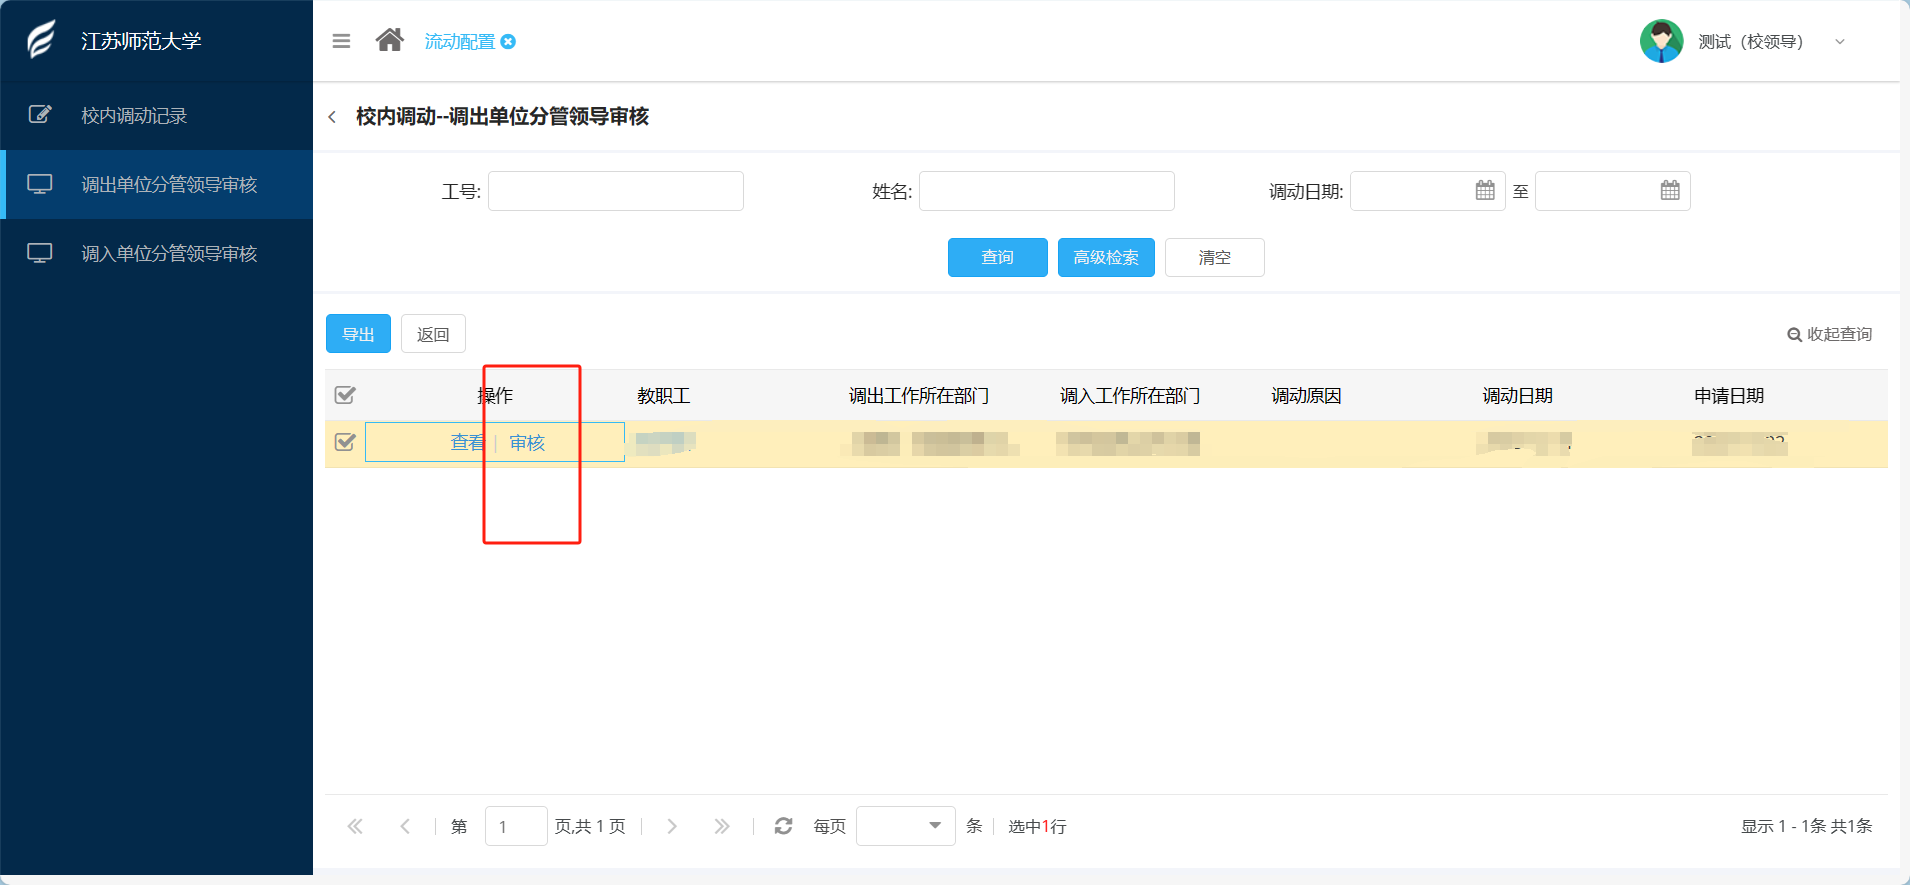 江苏师范大学
流动配置
测试（校领导）
校内调动记录
调出单位分管领导审核
调入单位分管领导审核
校内调动--调出单位分管领导审核
工号:
姓名:
调动日期:
至
查询
高级检索
清空
导出
返回
收起查询
操作 教职工 调出工作所在部门 调入工作所在部门 调动原因 调动日期 申请日期
查看 | 审核
第 1 页,共 1 页
每页 条 选中1行
显示 1 - 1条 共1条